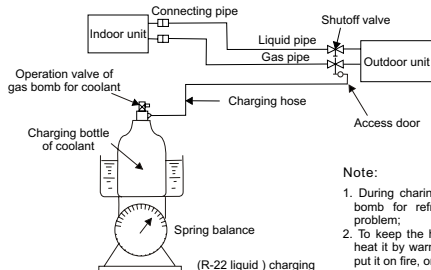 Connecting pipe
Shutoff valve
Indoor unit
Liquid pipe
Gas pipe
Outdoor unit
Operation valve of
gas bomb for coolant
Charging hose
Access door
Charging bottle
of coolant
Note:
1. During charin
bomb for refr
problem;
2. To keep the h
heat it by warm
put it on fire, o
Spring balance
(R-22 liquid ) charging